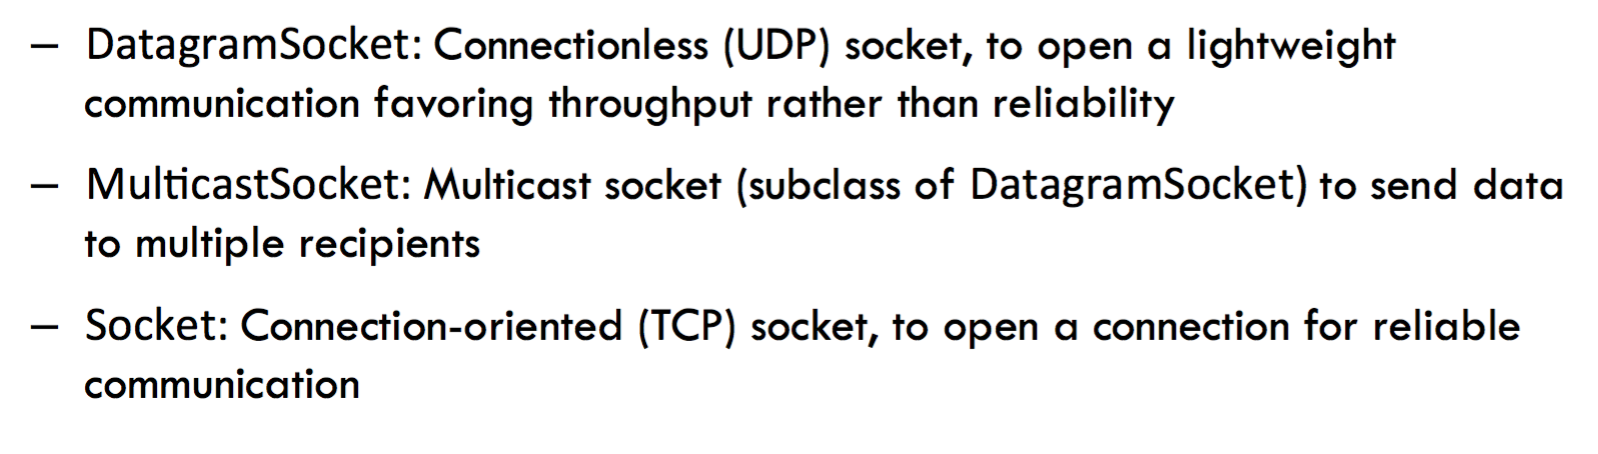 – DatagramSocket: Connectionless (UDP) socket, to open a lightweight
communication favoring throughput rather than reliability
– MulticastSocket: Multicast socket (subclass of DatagramSocket) to send data
to multiple recipients
– Socket: Connection-oriented (TCP) socket, to open a connection for reliable
communication